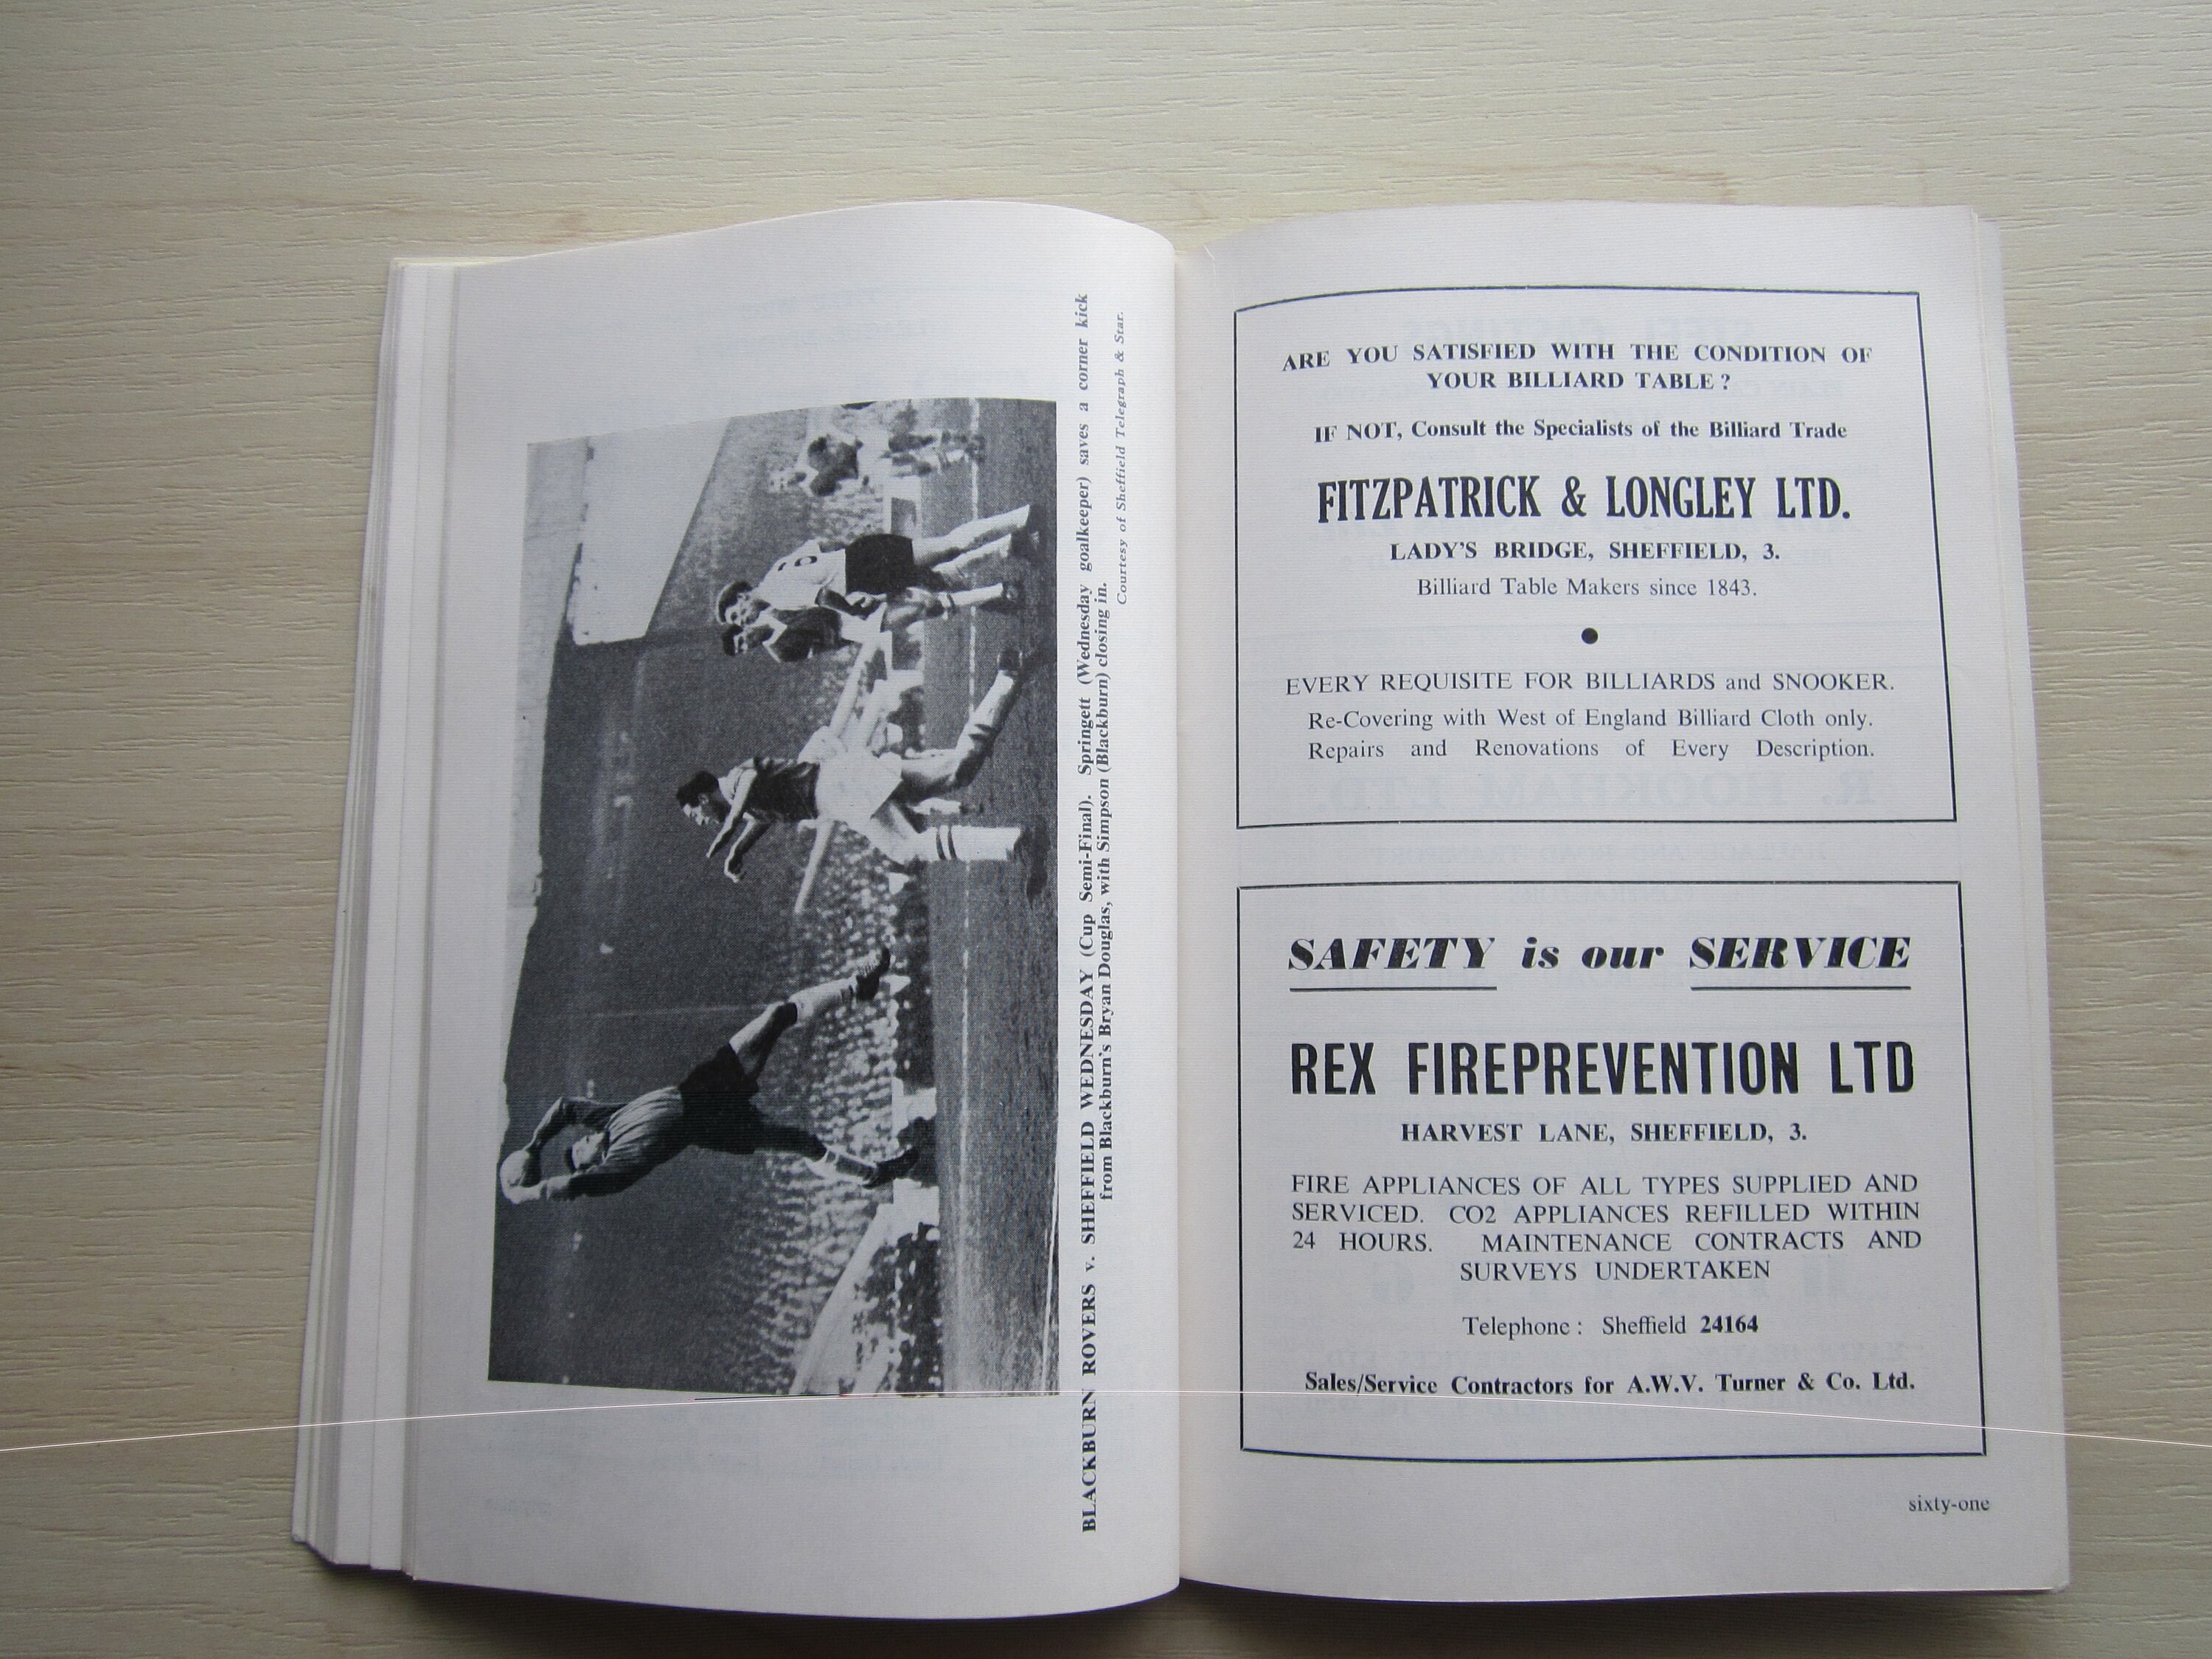 BLACKBURN ROVERS v. SHEFFIELD WEDNESDAY (Cup Semi-Final). Springett (Wednesday goalkeeper) saves a corner kick
from Blackburn's Bryan Douglas, with Simpson (Blackburn) closing in.
Courtesy of Sheffield Telegraph & Star.
ARE YOU SATISFIED WITH THE CONDITION OF
YOUR BILLIARD TABLE ?
IF NOT, Consult the Specialists of the Billiard Trade
FITZPATRICK & LONGLEY LTD.
LADY'S BRIDGE, SHEFFIELD, 3.
Billiard Table Makers since 1843.
EVERY REQUISITE FOR BILLIARDS and SNOOKER.
Re-Covering with West of England Billiard Cloth only.
Repairs and Renovations of Every Description.
SAFETY is our SERVICE
REX FIREPREVENTION LTD
HARVEST LANE, SHEFFIELD, 3.
FIRE APPLIANCES OF ALL TYPES SUPPLIED AND
SERVICED. CO2 APPLIANCES REFILLED WITHIN
24 HOURS. MAINTENANCE CONTRACTS AND
SURVEYS UNDERTAKEN
Telephone : Sheffield 24164
Sales/Service Contractors for A.W.V. Turner & Co. Ltd.
sixty-one